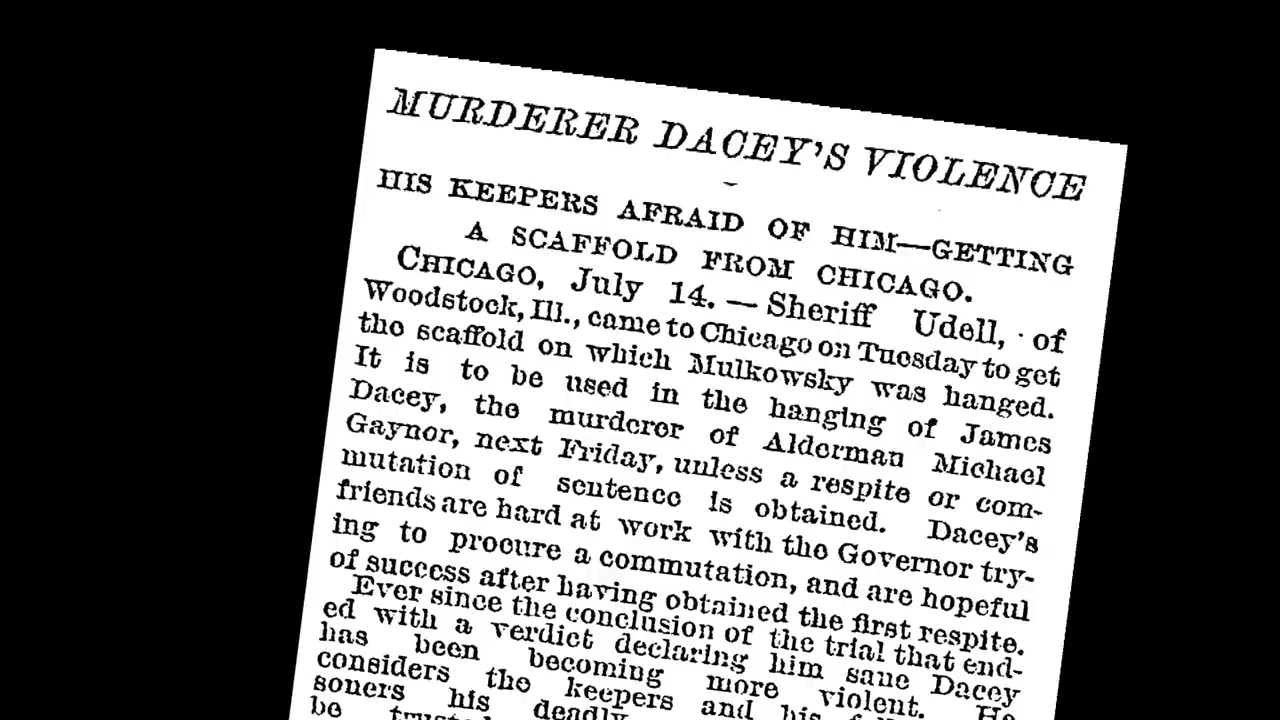 MURDERER DACEY'S VIOLENCE
HIS KEEPERS AFRAID OF HIM—GETTING
A SCAFFOLD FROM CHICAGO.
CHICAGO, July 14. — Sheriff Udell, of
Woodstock, Ill., came to Chicago on Tuesday to get
the scaffold on which Mulkowsky was hanged.
It is to be used in the hanging of James
Dacey, the murderer of Alderman Michael
Gaynor, next Friday, unless a respite or com-
mutation of sentence is obtained. Dacey's
friends are hard at work with the Governor try-
ing to procure a commutation, and are hopeful
of success after having obtained the first respite.
Ever since the conclusion of the trial that end-
ed with a verdict declaring him sane Dacey
has been becoming more violent. He
considers the keepers and his
soners his deadly
be